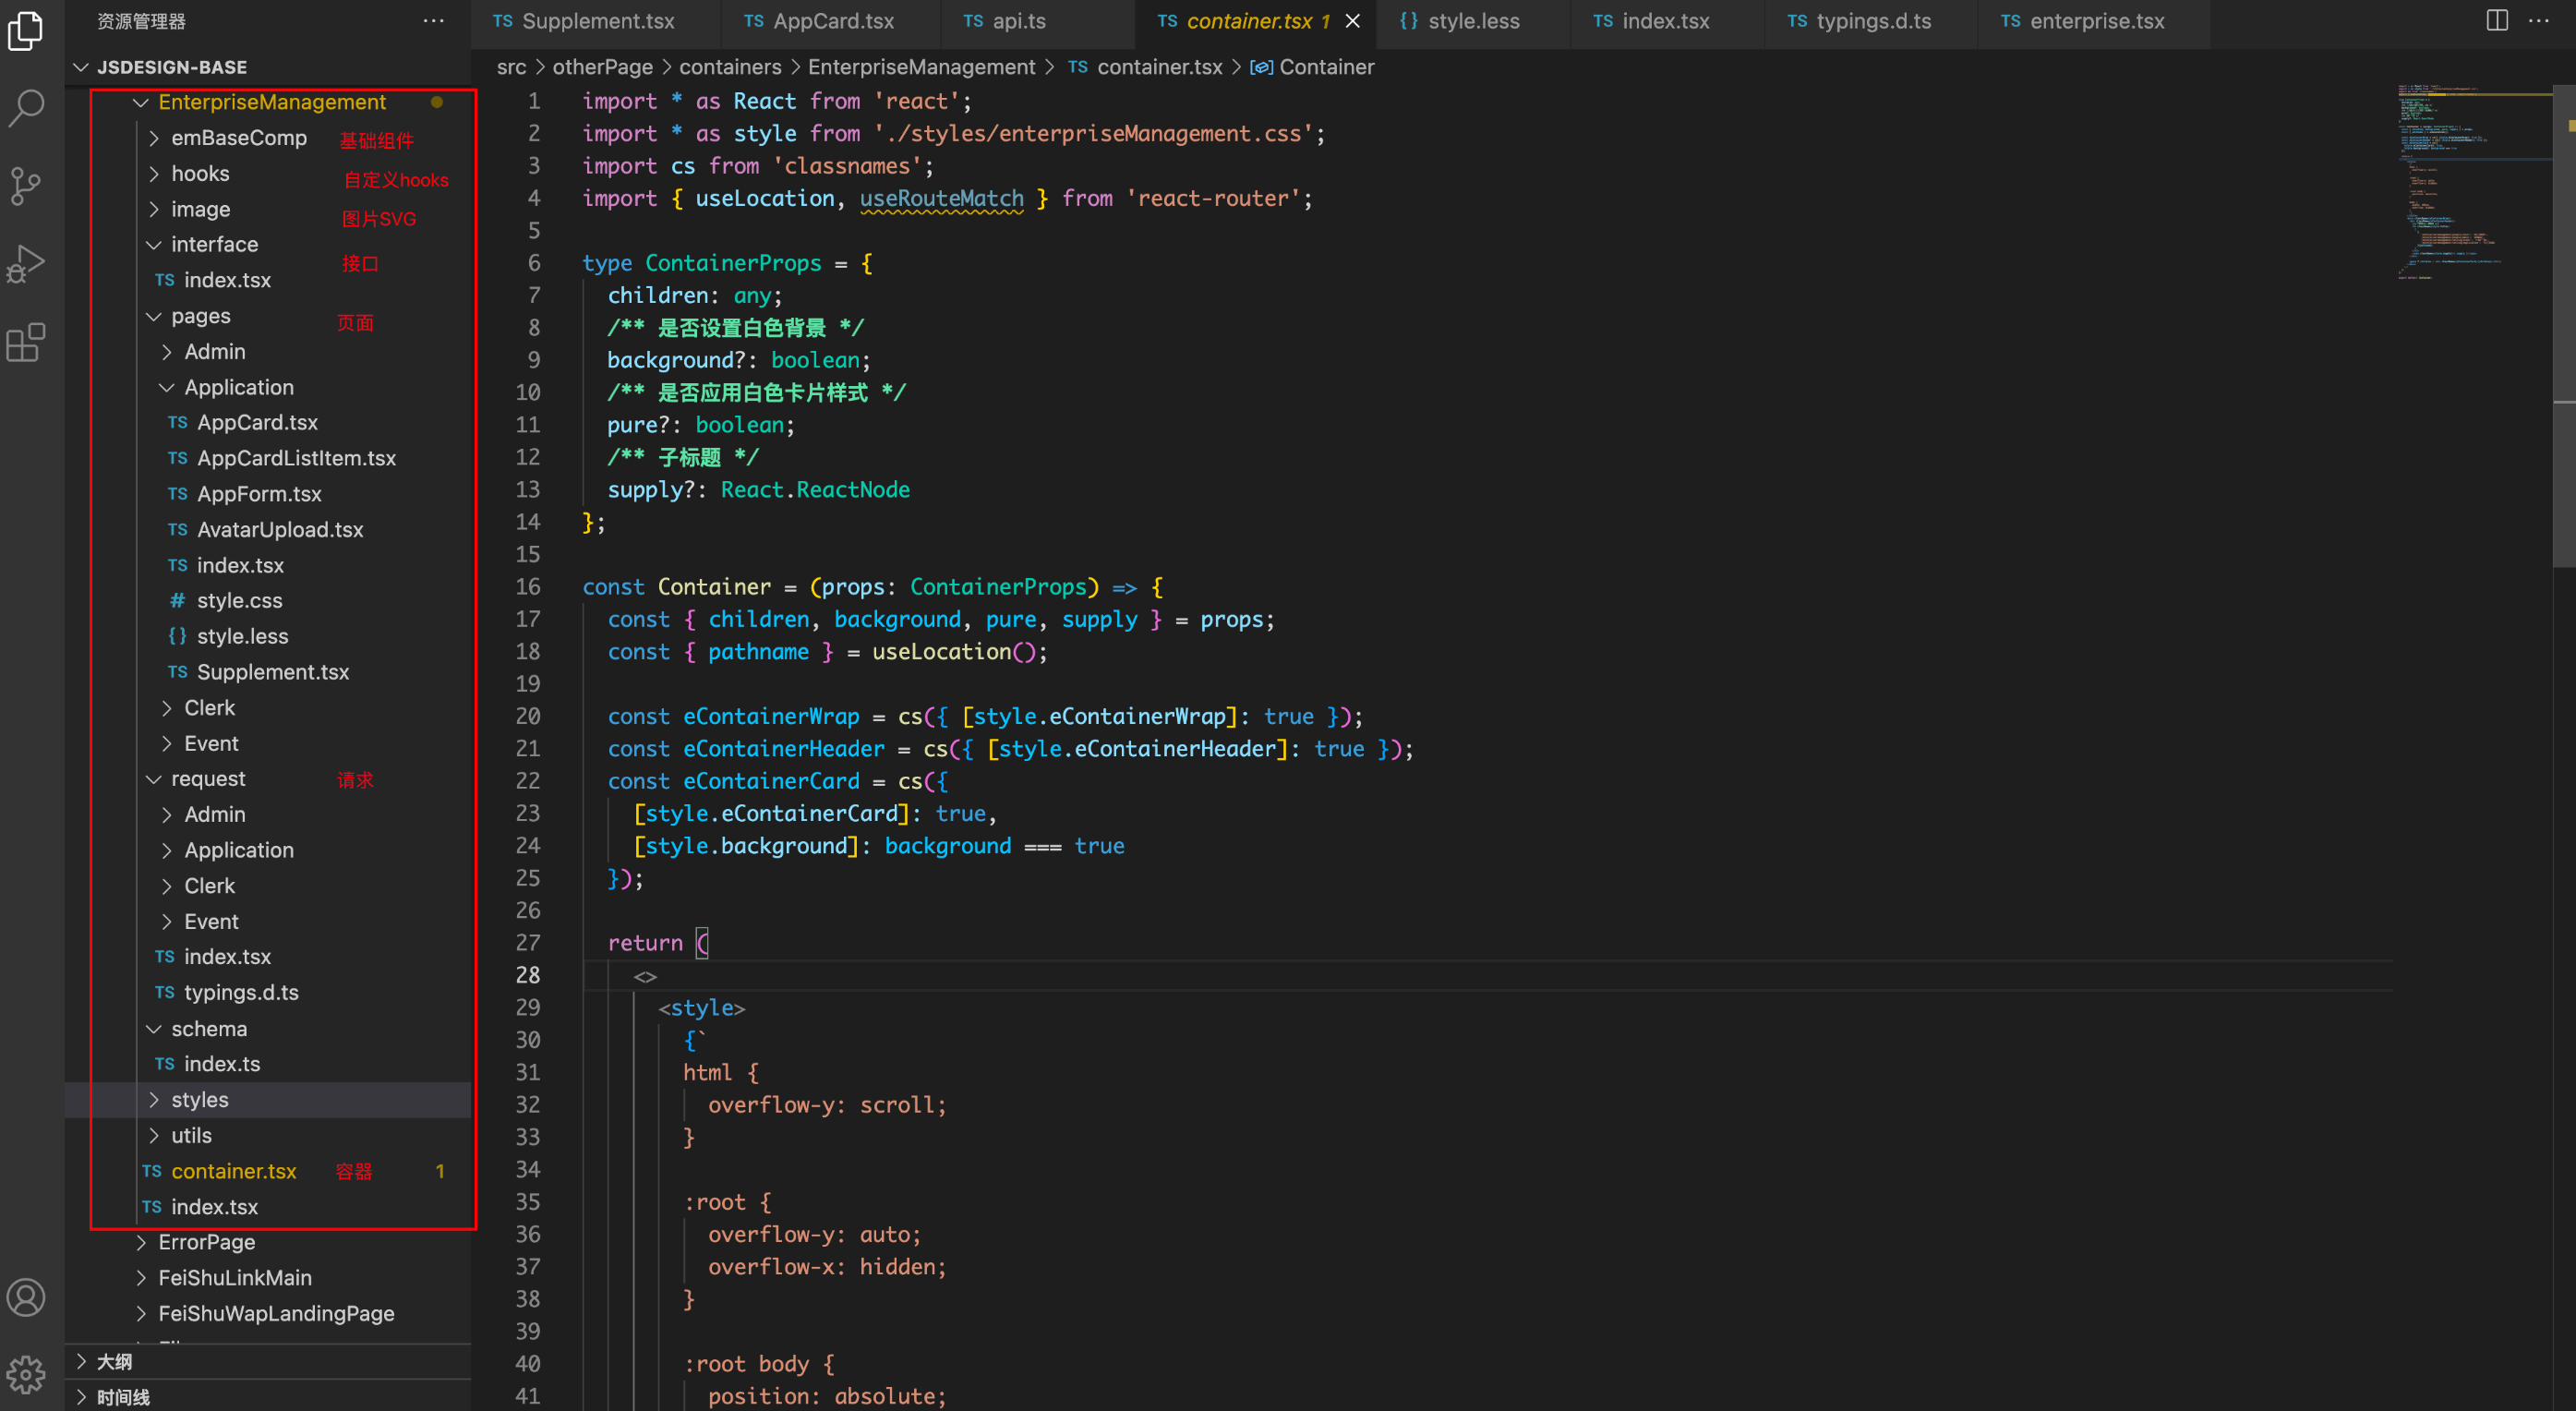 资源管理器
JSDESIGN-BASE
EnterpriseManagement
emBaseComp 基础组件
hooks 自定义hooks
image 图片SVG
interface
接口
TS index.tsx
pages 页面
Admin
Application
TS AppCard.tsx
TS AppCardListItem.tsx
TS AppForm.tsx
TS AvatarUpload.tsx
TS index.tsx
# style.css
{} style.less
TS Supplement.tsx
Clerk
Event
request 请求
Admin
Application
Clerk
Event
TS index.tsx
TS typings.d.ts
schema
TS index.ts
styles
utils
TS container.tsx 容器 1
TS index.tsx
ErrorPage
FeiShuLinkMain
FeiShuWapLandingPage
大纲
时间线
TS Supplement.tsx TS AppCard.tsx TS api.ts TS container.tsx 1 {} style.less TS index.tsx TS typings.d.ts TS enterprise.tsx
src > otherPage > containers > EnterpriseManagement > TS container.tsx > Container
1 import * as React from 'react';
2 import * as style from './styles/enterpriseManagement.css';
3 import cs from 'classnames';
4 import { useLocation, useRouteMatch } from 'react-router';
5
6 type ContainerProps = {
7 children: any;
8 /** 是否设置白色背景 */
9 background?: boolean;
10 /** 是否应用白色卡片样式 */
11 pure?: boolean;
12 /** 子标题 */
13 supply?: React.ReactNode
14 };
15
16 const Container = (props: ContainerProps) => {
17 const { children, background, pure, supply } = props;
18 const { pathname } = useLocation();
19
20 const eContainerWrap = cs({ [style.eContainerWrap]: true });
21 const eContainerHeader = cs({ [style.eContainerHeader]: true });
22 const eContainerCard = cs({
23 [style.eContainerCard]: true,
24 [style.background]: background === true
25 });
26
27 return (
28 <>
29 <style>
30 {`
31 html {
32 overflow-y: scroll;
33 }
34
35 :root {
36 overflow-y: auto;
37 overflow-x: hidden;
38 }
39
40 :root body {
41 position: absolute;